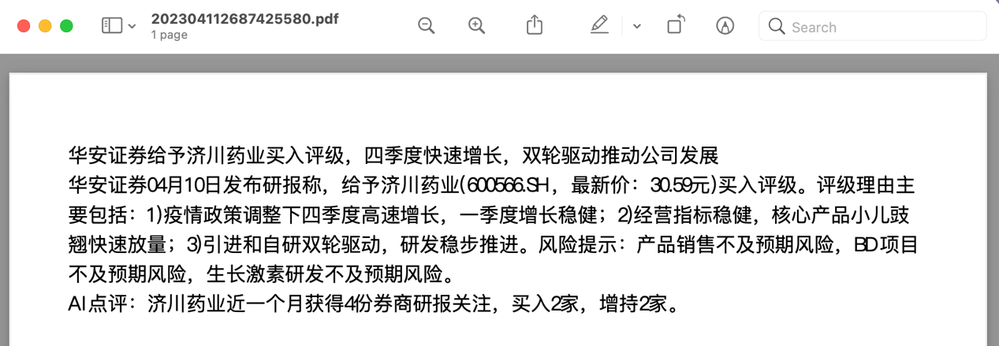 202304112687425580.pdf
1 page
Search
华安证券给予济川药业买入评级，四季度快速增长，双轮驱动推动公司发展
华安证券04月10日发布研报称，给予济川药业(600566.SH，最新价：30.59元)买入评级。评级理由主
要包括：1)疫情政策调整下四季度高速增长，一季度增长稳健；2)经营指标稳健，核心产品小儿豉
翘快速放量；3)引进和自研双轮驱动，研发稳步推进。风险提示：产品销售不及预期风险，BD项目
不及预期风险，生长激素研发不及预期风险。
AI点评：济川药业近一个月获得4份券商研报关注，买入2家，增持2家。